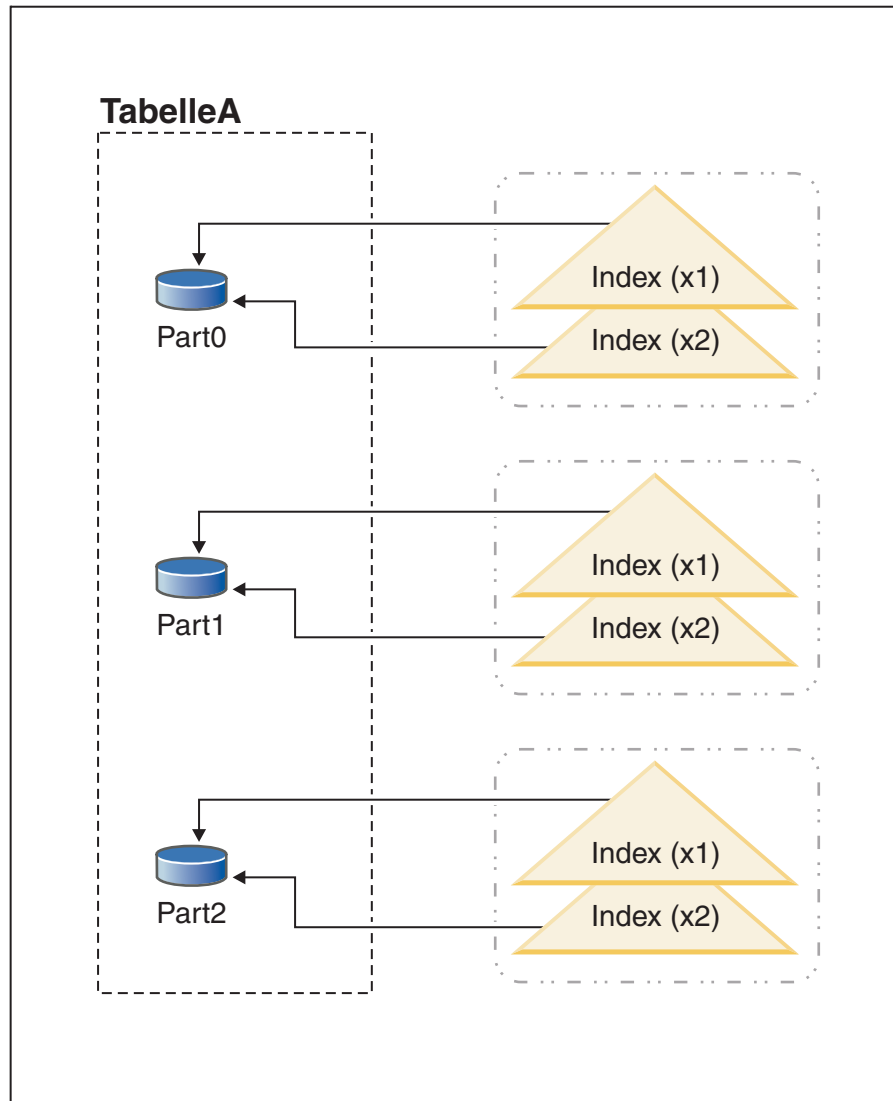 TabelleA
Index (x1)
Part0
Index (x2)
Index (x1)
Part1
Index (x2)
Index (x1)
Part2
Index (x2)